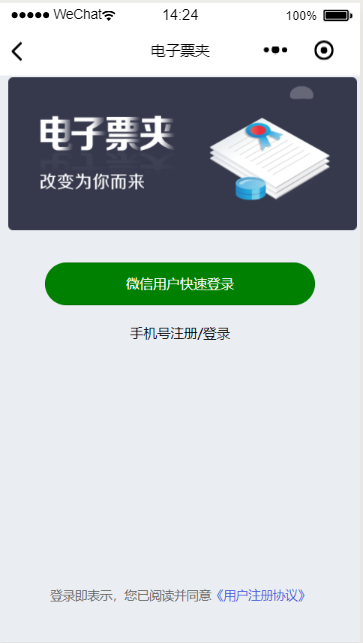 WeChat 14:24 100%
电子票夹
电子票夹
改变为你而来
微信用户快速登录
手机号注册/登录
登录即表示，您已阅读并同意《用户注册协议》